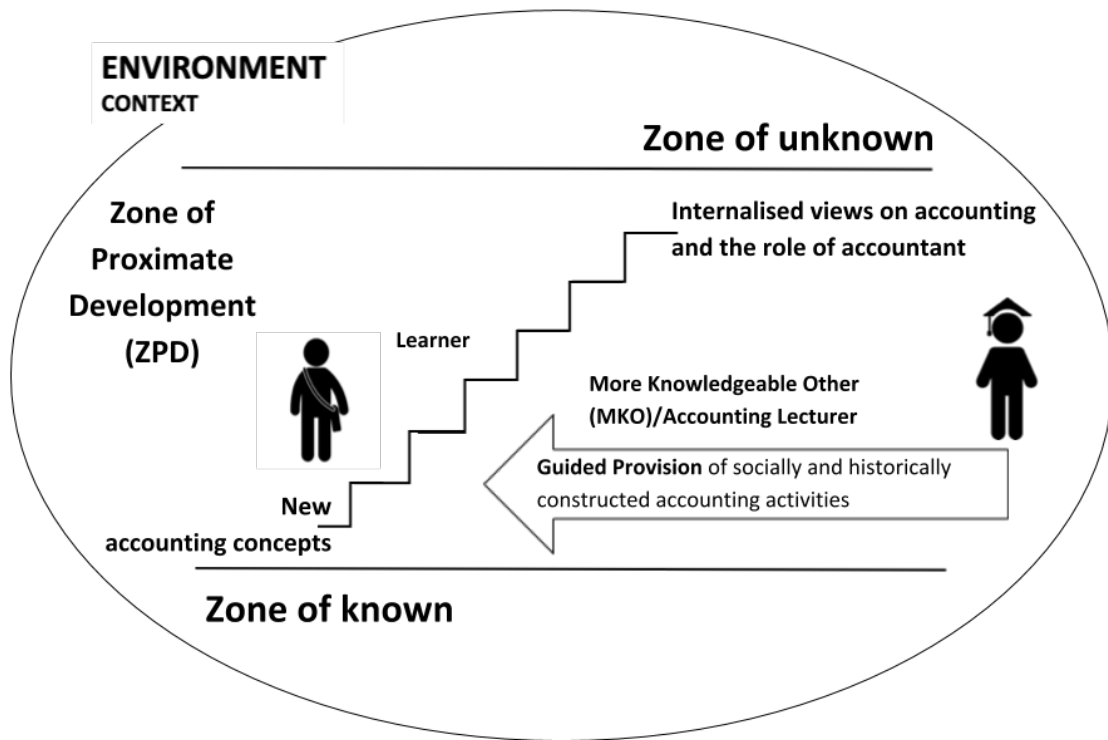 ENVIRONMENT
CONTEXT
Zone of unknown
Zone of
Proximate
Development
(ZPD)
Internalised views on accounting
and the role of accountant
Learner
More Knowledgeable Other
(MKO)/Accounting Lecturer
Guided Provision of socially and historically
constructed accounting activities
New
accounting concepts
Zone of known